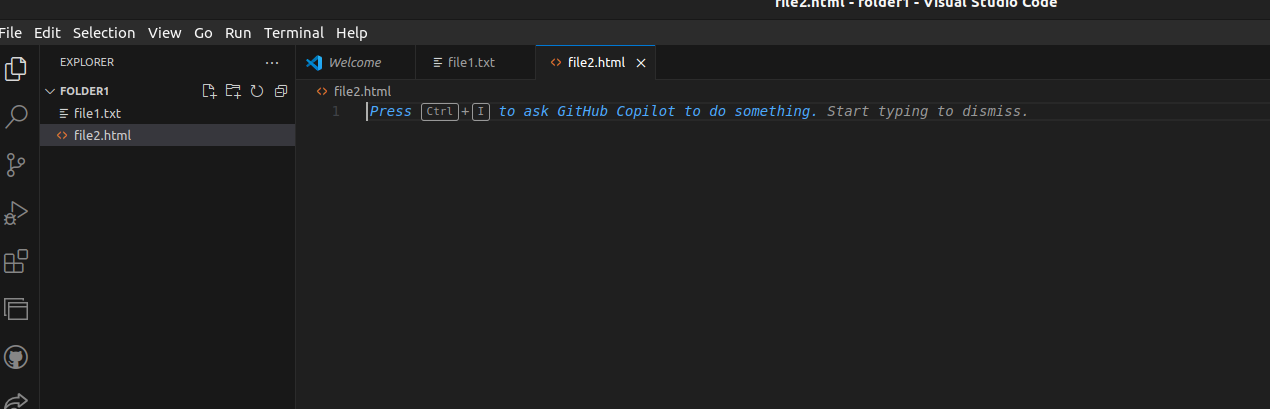 file2.html - folder1 - Visual Studio Code
File Edit Selection View Go Run Terminal Help
EXPLORER
FOLDER1
file1.txt
file2.html
Welcome
file1.txt
file2.html
file2.html
1 Press Ctrl+I to ask GitHub Copilot to do something. Start typing to dismiss.